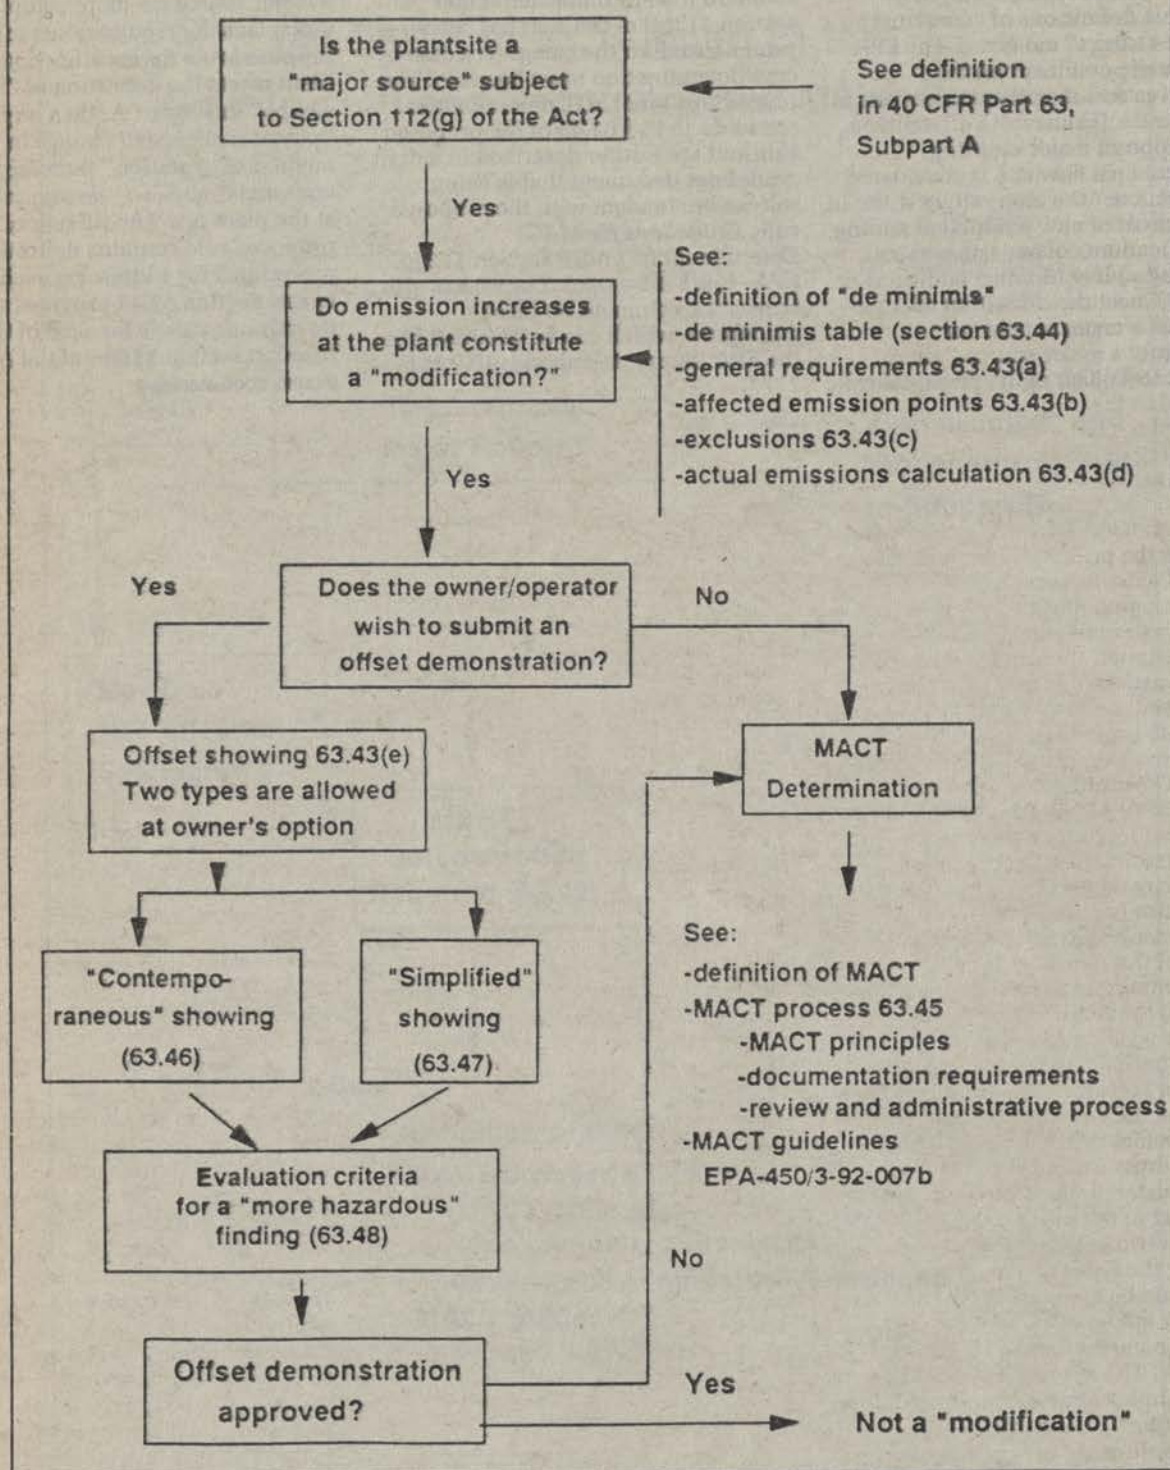 Is the plantsite a
"major source" subject
to Section 112(g) of the Act?
See definition
in 40 CFR Part 63,
Subpart A
Yes
Do emission increases
at the plant constitute
a "modification?"
See:
-definition of "de minimis"
-de minimis table (section 63.44)
-general requirements 63.43(a)
-affected emission points 63.43(b)
-exclusions 63.43(c)
-actual emissions calculation 63.43(d)
Yes
Yes
Does the owner/operator
wish to submit an
offset demonstration?
No
Offset showing 63.43(e)
Two types are allowed
at owner's option
MACT
Determination
"Contempo-
raneous" showing
(63.46)
"Simplified"
showing
(63.47)
See:
-definition of MACT
-MACT process 63.45
-MACT principles
-documentation requirements
-review and administrative process
-MACT guidelines
EPA-450/3-92-007b
Evaluation criteria
for a "more hazardous"
finding (63.48)
No
Offset demonstration
approved?
Yes
Not a "modification"